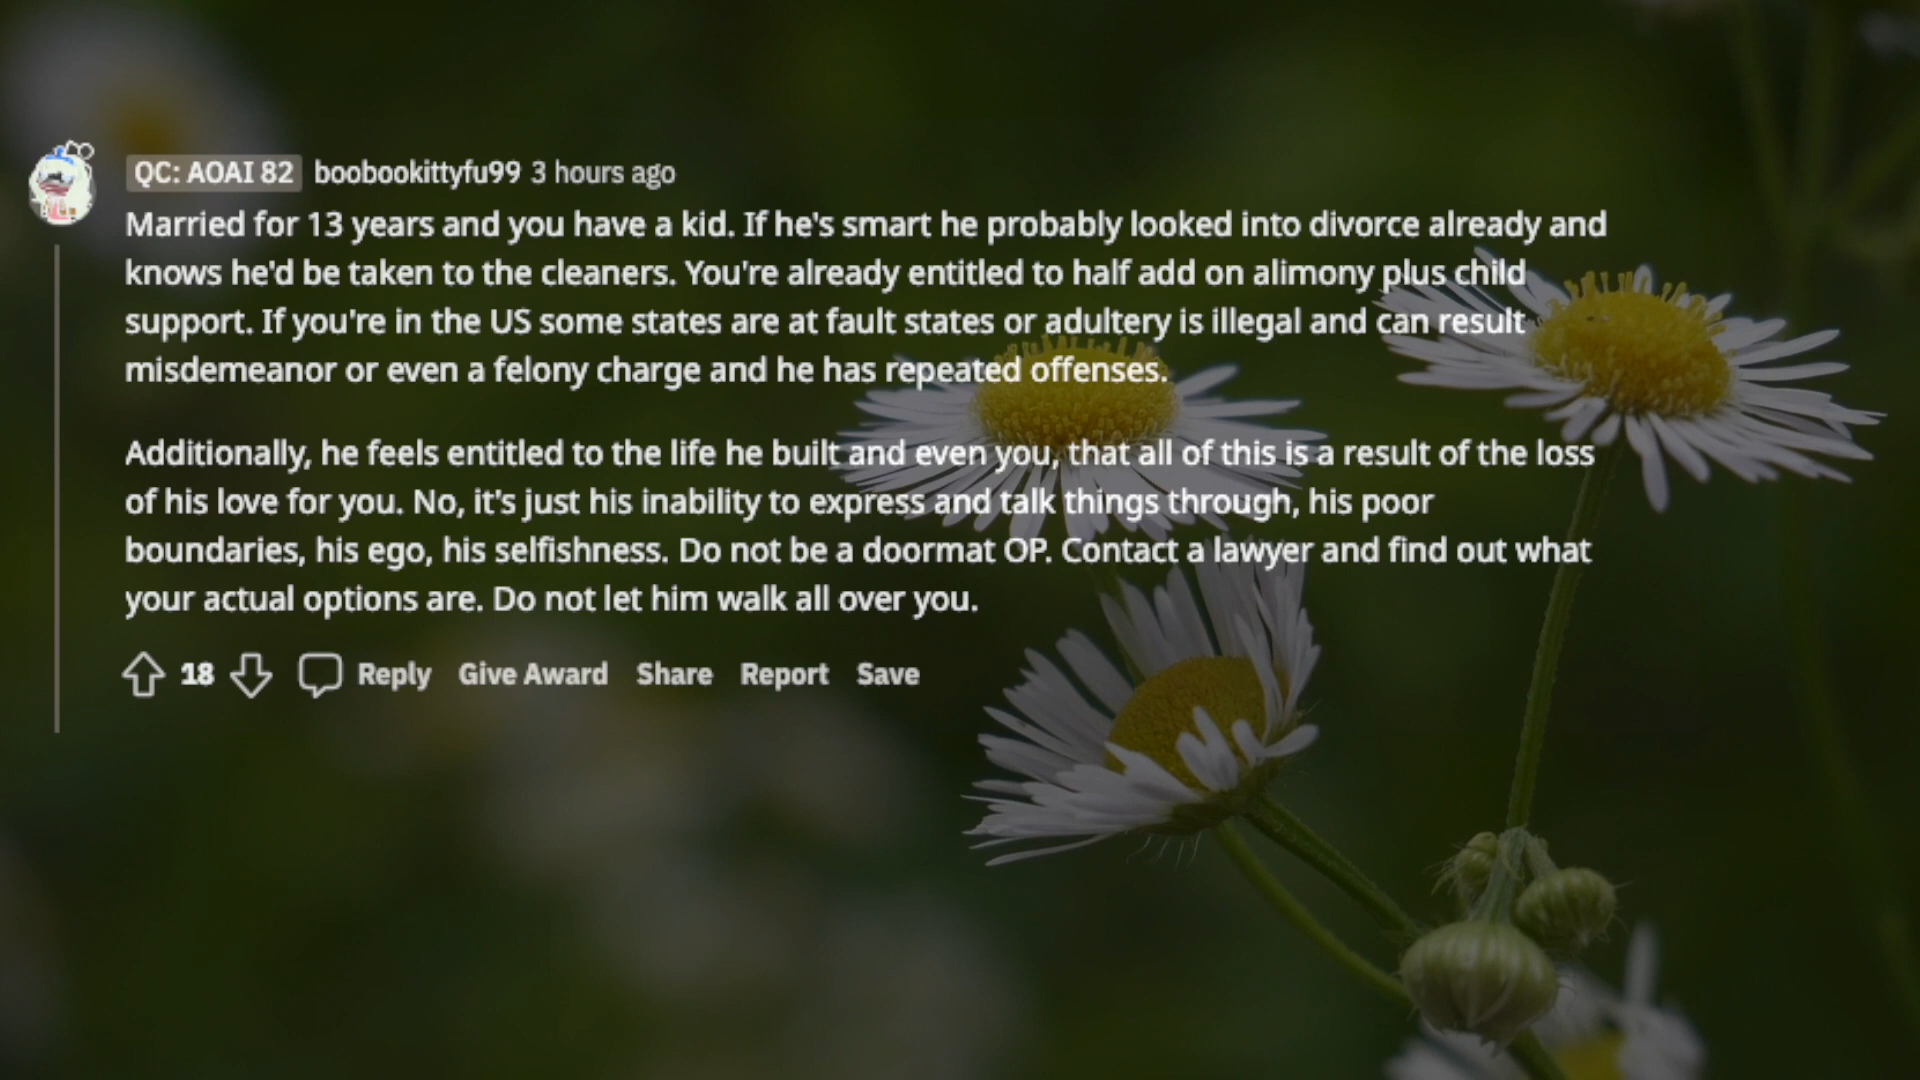 QC: AOAI 82 boobookittyfu99 3 hours ago
Married for 13 years and you have a kid. If he's smart he probably looked into divorce already and
knows he'd be taken to the cleaners. You're already entitled to half add on alimony plus child
support. If you're in the US some states are at fault states or adultery is illegal and can result
misdemeanor or even a felony charge and he has repeated offenses.
Additionally, he feels entitled to the life he built and even you, that all of this is a result of the loss
of his love for you. No, it's just his inability to express and talk things through, his poor
boundaries, his ego, his selfishness. Do not be a doormat OP. Contact a lawyer and find out what
your actual options are. Do not let him walk all over you.
18 Reply Give Award Share Report Save